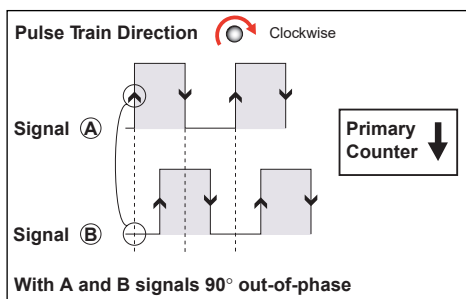 Pulse Train Direction Clockwise
Signal A
Primary
Counter
Signal B
With A and B signals 90° out-of-phase